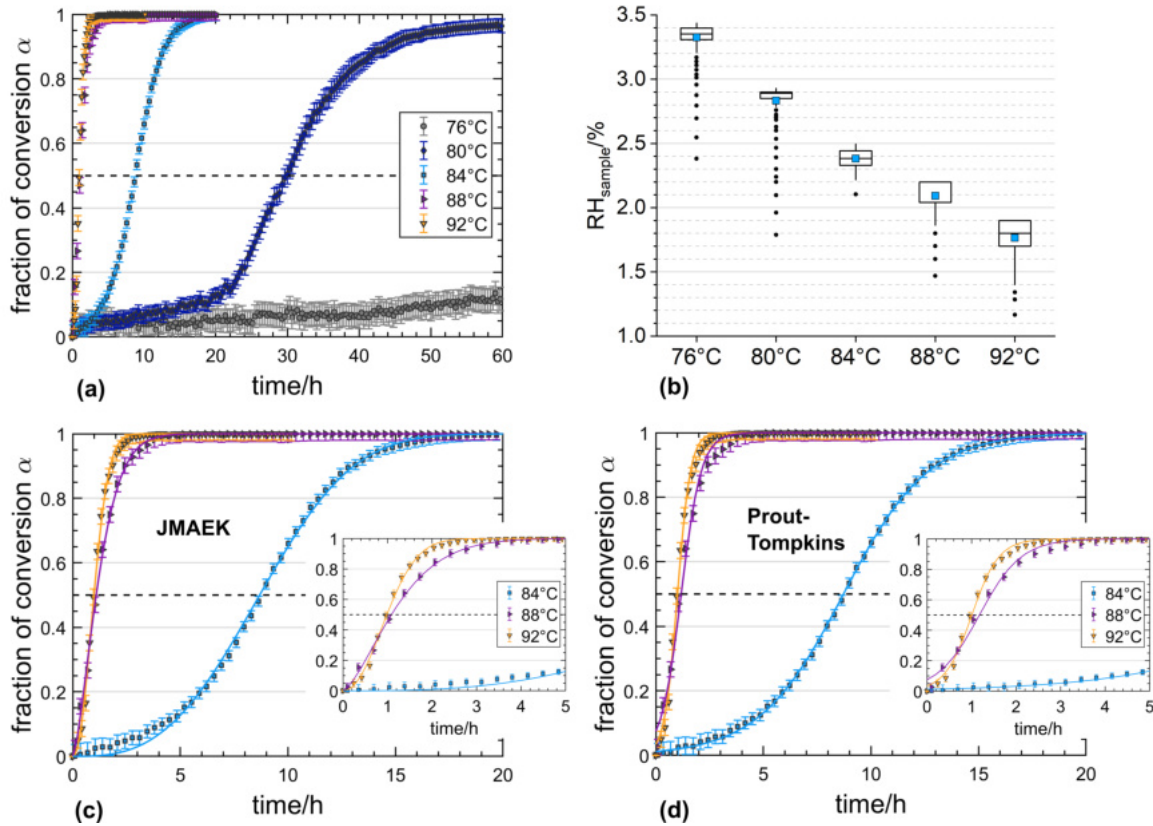 1
0.8
0.6
0.4
0.2
0
fraction of conversion α
76°C
80°C
84°C
88°C
92°C
0 10 20 30 40 50 60
time/h
(a)
3.5
3.0
2.5
2.0
1.5
1.0
RHsample/%
76°C 80°C 84°C 88°C 92°C
(b)
1
0.8
0.6
0.4
0.2
0
fraction of conversion α
JMAEK
1
0.8
0.6
0.4
0.2
0
84°C
88°C
92°C
0 1 2 3 4 5
time/h
0 5 10 15 20
time/h
(c)
1
0.8
0.6
0.4
0.2
0
fraction of conversion α
Prout-
Tompkins
1
0.8
0.6
0.4
0.2
0
84°C
88°C
92°C
0 1 2 3 4 5
time/h
0 5 10 15 20
time/h
(d)